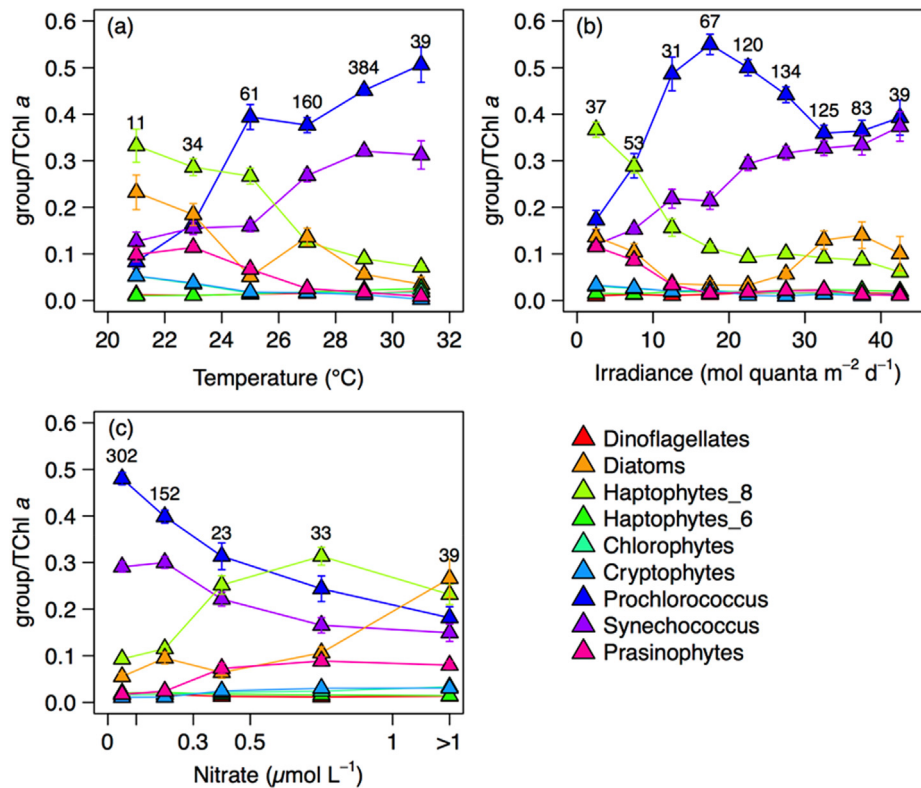 (a)
group/TChl a
0.6
0.5
0.4
0.3
0.2
0.1
0.0
11
34
61
160
384
39
20 22 24 26 28 30 32
Temperature (°C)
(b)
group/TChl a
0.6
0.5
0.4
0.3
0.2
0.1
0.0
37
53
31
67
120
134
125
83
39
0 10 20 30 40
Irradiance (mol quanta m⁻² d⁻¹)
(c)
group/TChl a
0.6
0.5
0.4
0.3
0.2
0.1
0.0
302
152
23
33
39
0 0.3 0.5 1 >1
Nitrate (µmol L⁻¹)
Dinoflagellates
Diatoms
Haptophytes_8
Haptophytes_6
Chlorophytes
Cryptophytes
Prochlorococcus
Synechococcus
Prasinophytes